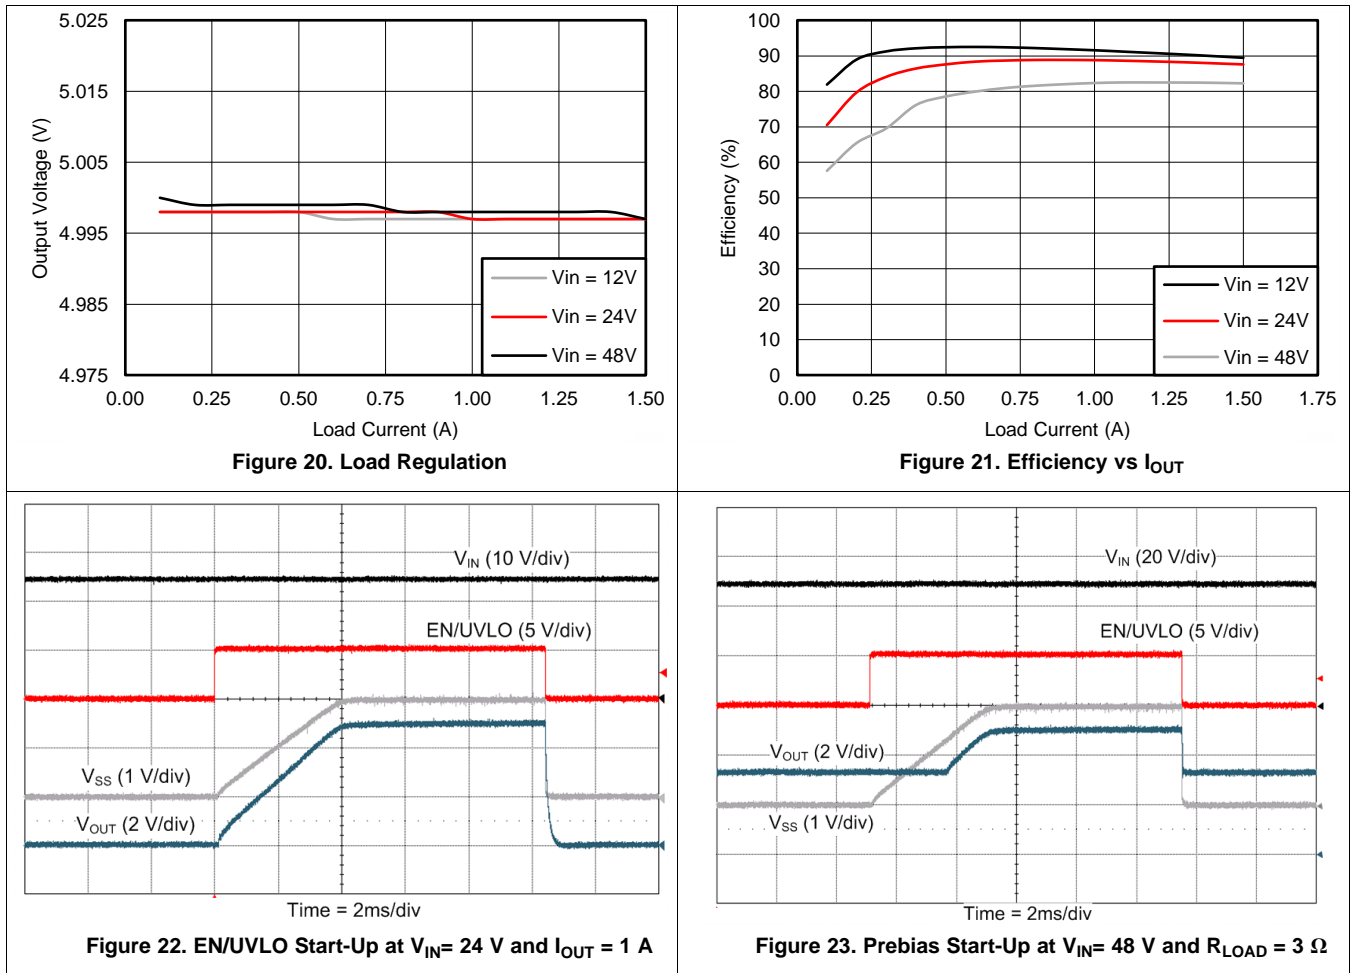 5.025
5.015
5.005
4.995
4.985
4.975
Output Voltage (V)
Vin = 12V
Vin = 24V
Vin = 48V
0.00 0.25 0.50 0.75 1.00 1.25 1.50
Load Current (A)
Figure 20. Load Regulation
100
90
80
70
60
50
40
30
20
10
0
Efficiency (%)
Vin = 12V
Vin = 24V
Vin = 48V
0.00 0.25 0.50 0.75 1.00 1.25 1.50 1.75
Load Current (A)
Figure 21. Efficiency vs IOUT
VIN (10 V/div)
EN/UVLO (5 V/div)
VSS (1 V/div)
VOUT (2 V/div)
Time = 2ms/div
Figure 22. EN/UVLO Start-Up at VIN= 24 V and IOUT = 1 A
VIN (20 V/div)
EN/UVLO (5 V/div)
VOUT (2 V/div)
VSS (1 V/div)
Time = 2ms/div
Figure 23. Prebias Start-Up at VIN= 48 V and RLOAD = 3 Ω